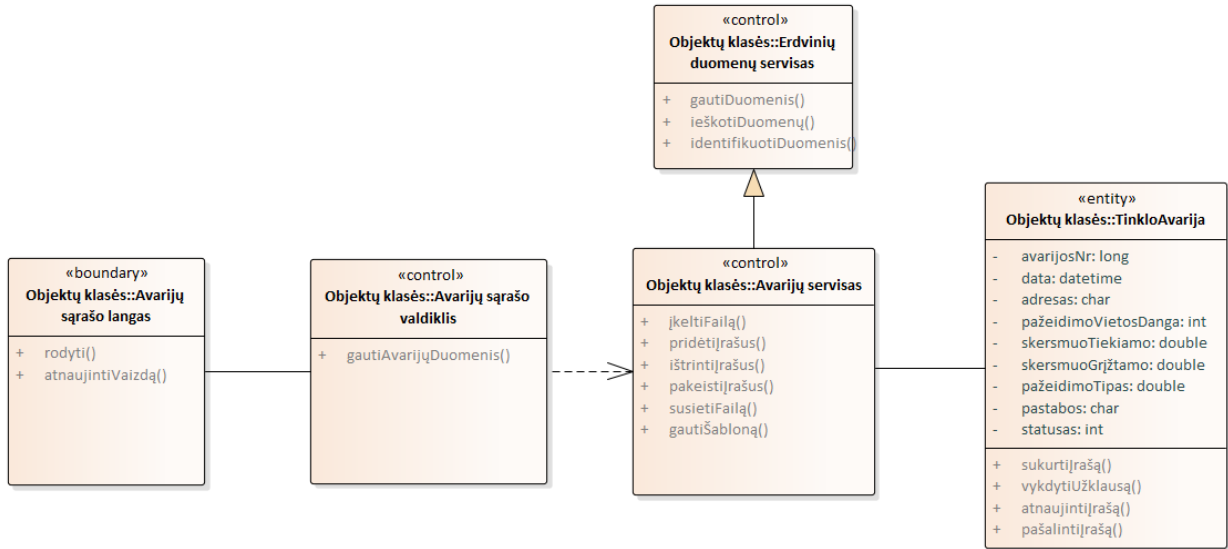 «control»
Objektų klasės::Erdvinių
duomenų servisas
+ gautiDuomenis()
+ ieškotiDuomenų()
+ identifikuotiDuomenis()
«boundary»
Objektų klasės::Avarijų
sąrašo langas
+ rodyti()
+ atnaujintiVaizdą()
«control»
Objektų klasės::Avarijų sąrašo
valdiklis
+ gautiAvarijųDuomenis()
«control»
Objektų klasės::Avarijų servisas
+ įkeltiFailą()
+ pridėtiĮrašus()
+ ištrintiĮrašus()
+ pakeistiĮrašus()
+ susietiFailą()
+ gautiŠabloną()
«entity»
Objektų klasės::TinkloAvarija
- avarijosNr: long
- data: datetime
- adresas: char
- pažeidimoVietosDanga: int
- skersmuoTiekiamo: double
- skersmuoGrįžtamo: double
- pažeidimoTipas: double
- pastabos: char
- statusas: int
+ sukurtiĮrašą()
+ vykdytiUžklausą()
+ atnaujintiĮrašą()
+ pašalintiĮrašą()